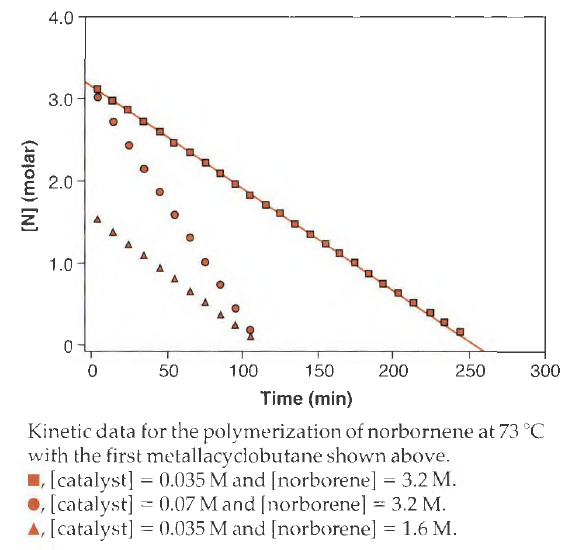 4.0
3.0
2.0
1.0
0
[N] (molar)
0 50 100 150 200 250 300
Time (min)
Kinetic data for the polymerization of norbornene at 73 °C
with the first metallacyclobutane shown above.
■, [catalyst] = 0.035 M and [norborene] = 3.2 M.
●, [catalyst] = 0.07 M and [norborene] = 3.2 M.
▲, [catalyst] = 0.035 M and [norborene] = 1.6 M.